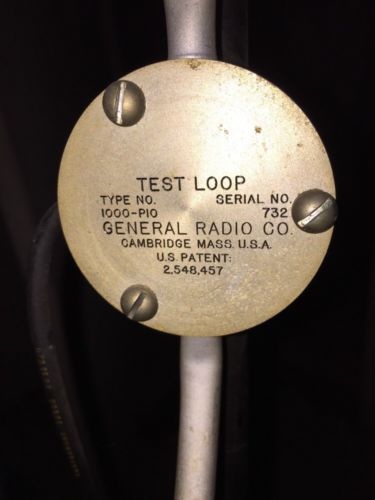 TEST LOOP
TYPE NO. SERIAL NO.
1000-P10 732
GENERAL RADIO CO.
CAMBRIDGE MASS. U.S.A.
U.S. PATENT:
2,548,457